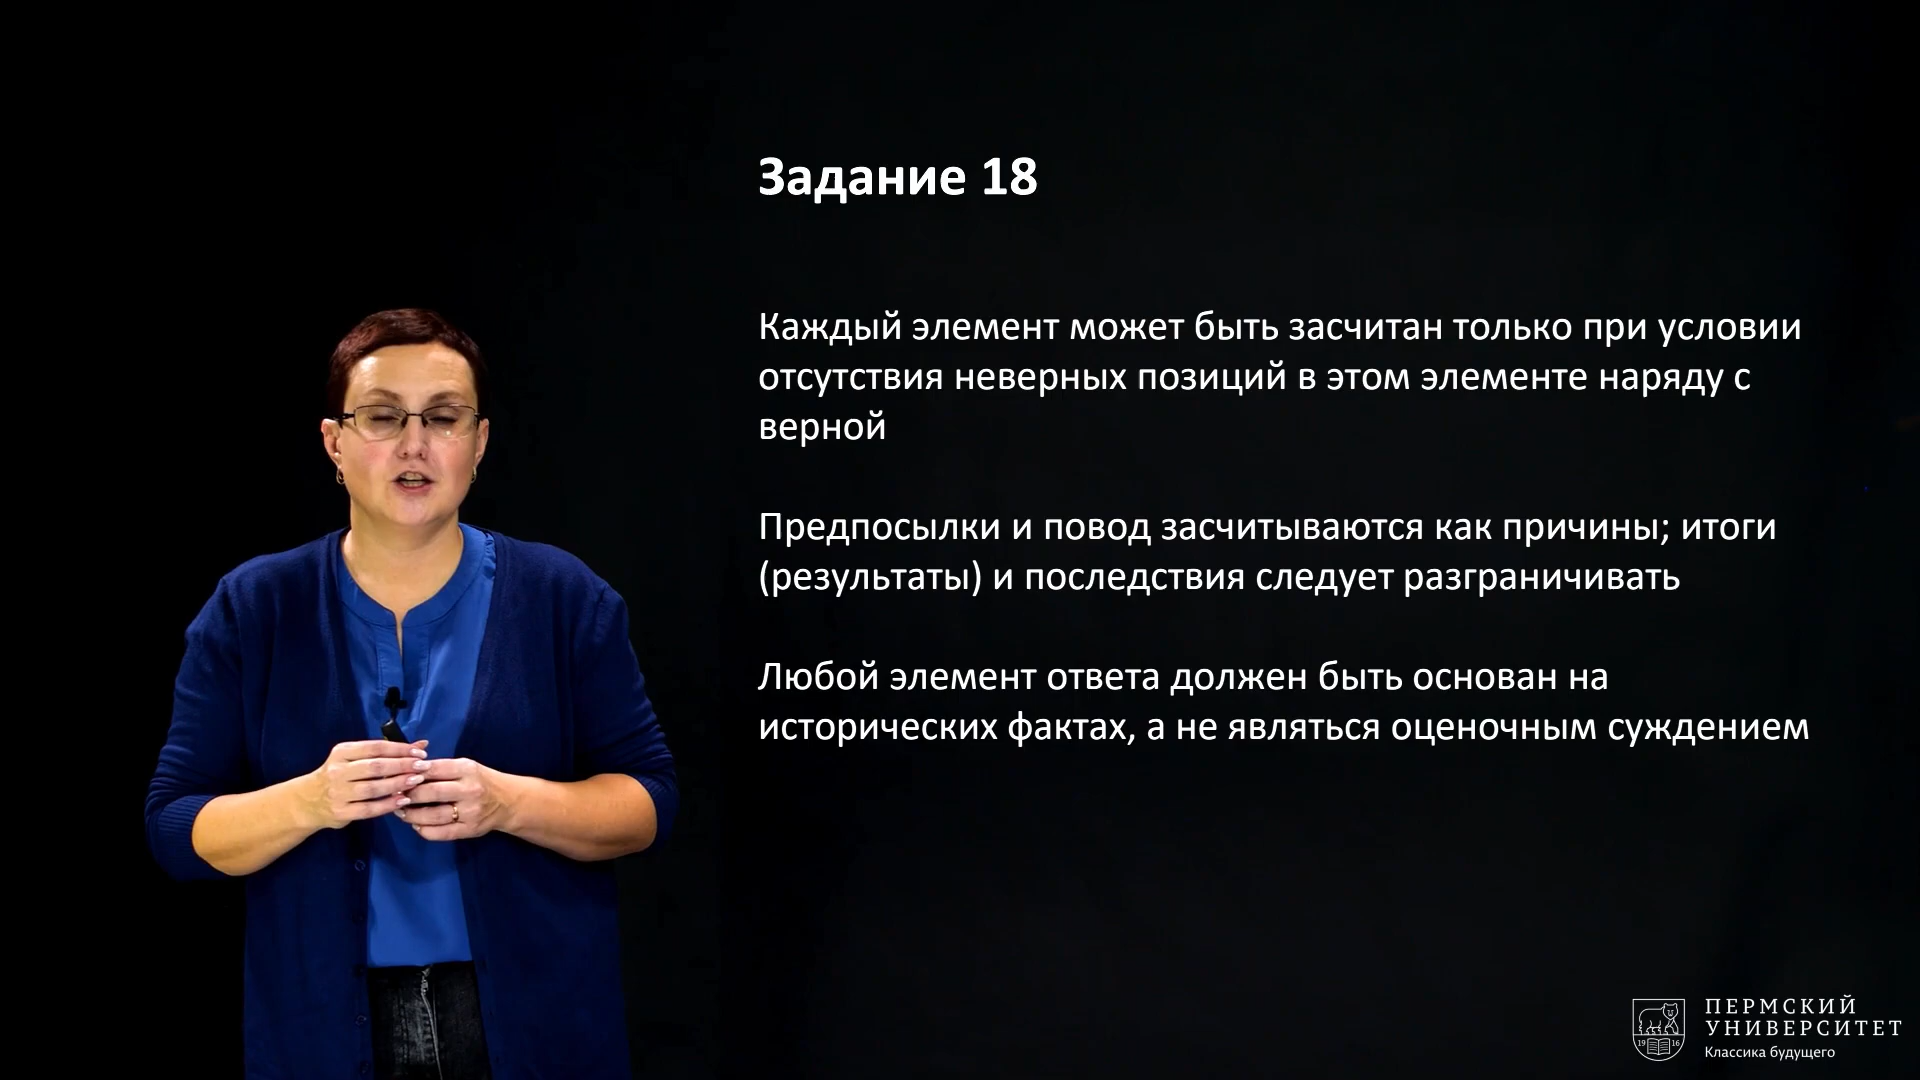 Задание 18
Каждый элемент может быть засчитан только при условии
отсутствия неверных позиций в этом элементе наряду с
верной
Предпосылки и повод засчитываются как причины; итоги
(результаты) и последствия следует разграничивать
Любой элемент ответа должен быть основан на
исторических фактах, а не являться оценочным суждением
ПЕРМСКИЙ
УНИВЕРСИТЕТ
19 16
Классика будущего